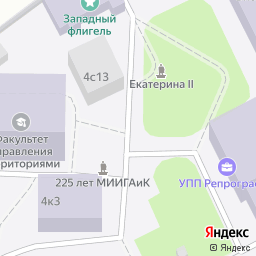 Западный
флигель
4с13
Екатерина II
Факультет
управления
территориями
225 лет МИИГАиК
УПП Репрограф
4к3
Яндекс